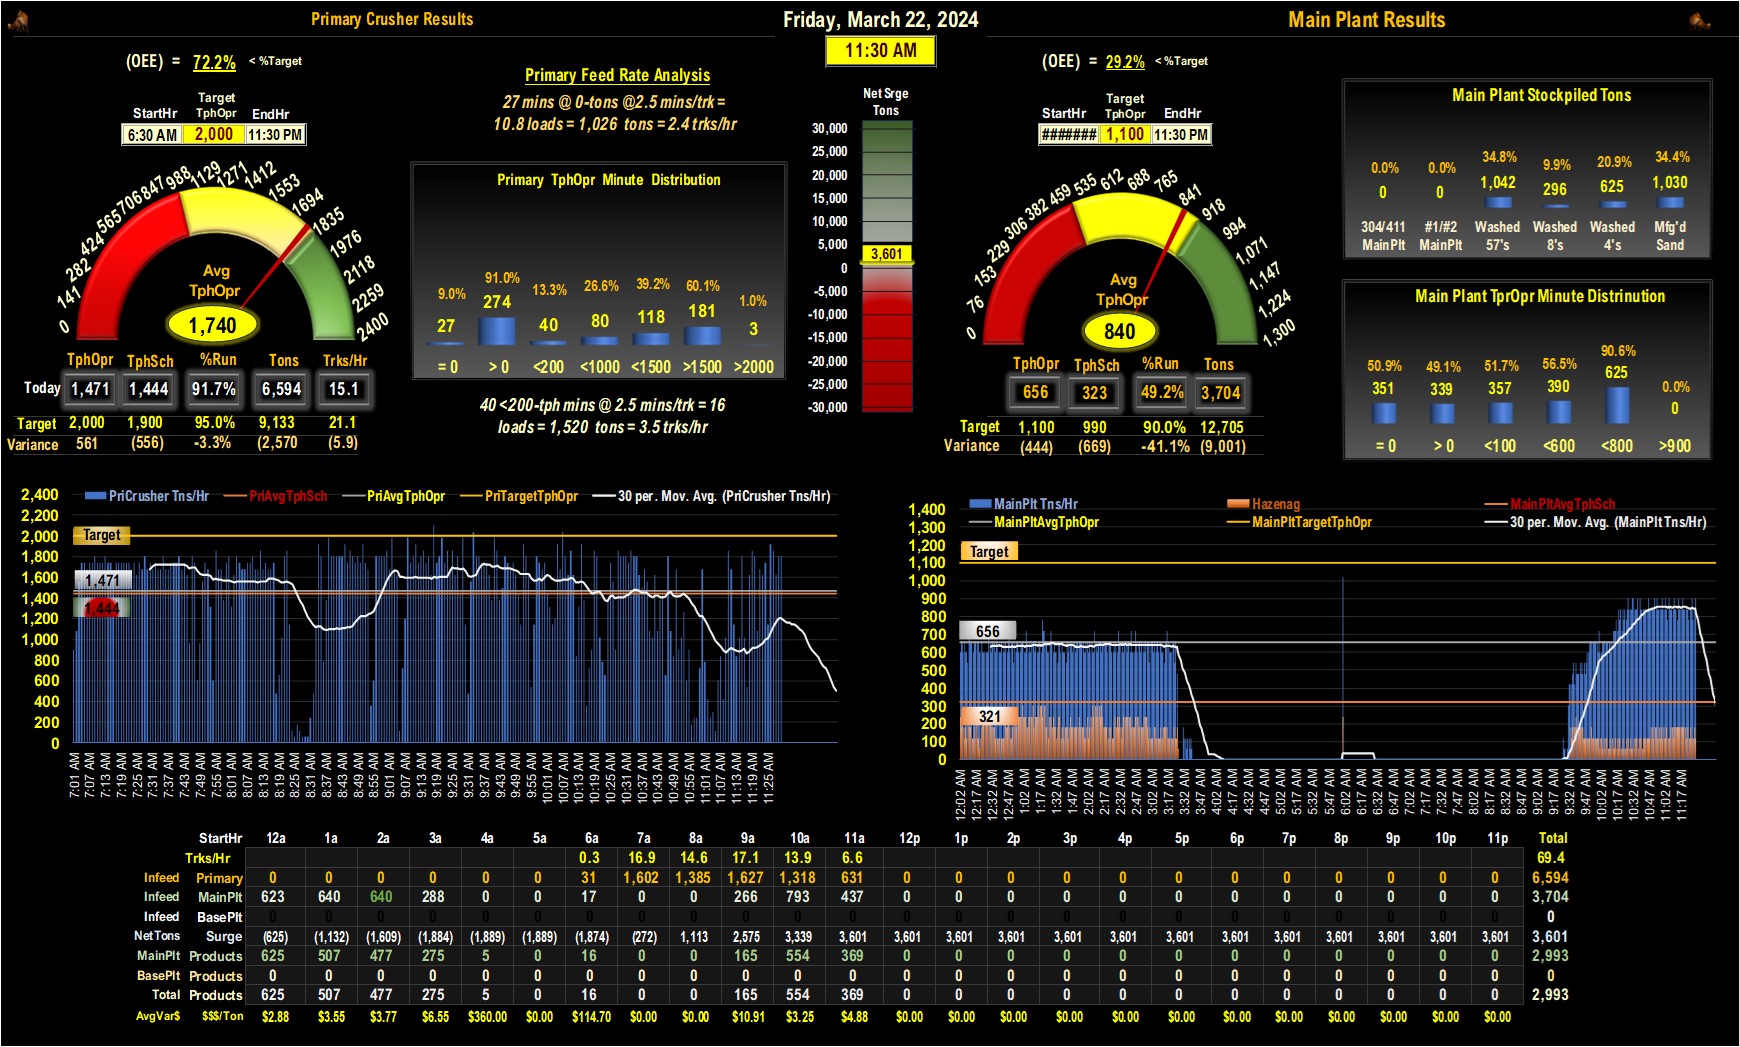 Primary Crusher Results
Friday, March 22, 2024
Main Plant Results
11:30 AM
(OEE) = 72.2% < %Target
Target
StartHr TphOpr EndHr
6:30 AM 2,000 11:30 PM
0 141 282 424 565 706 847 988 1129 1271 1412 1553 1694 1835 1976 2118 2259 2400
Avg
TphOpr
1,740
TphOpr TphSch %Run Tons Trks/Hr
Today 1,471 1,444 91.7% 6,594 15.1
Target 2,000 1,900 95.0% 9,133 21.1
Variance 561 (556) -3.3% (2,570 (5.9)
Primary Feed Rate Analysis
27 mins @ 0-tons @2.5 mins/trk =
10.8 loads = 1,026 tons = 2.4 trks/hr
Primary TphOpr Minute Distribution
9.0% 91.0% 13.3% 26.6% 39.2% 60.1% 1.0%
27 274 40 80 118 181 3
= 0 > 0 <200 <1000 <1500 >1500 >2000
40 <200-tph mins @ 2.5 mins/trk = 16
loads = 1,520 tons = 3.5 trks/hr
Net Srge
Tons
30,000
25,000
20,000
15,000
10,000
5,000
3,601
0
-5,000
-10,000
-15,000
-20,000
-25,000
-30,000
(OEE) = 29.2% < %Target
Target
StartHr TphOpr EndHr
####### 1,100 11:30 PM
0 76 153 229 306 382 459 535 612 688 765 841 918 994 1,071 1,147 1,224 1,300
Avg
TphOpr
840
TphOpr TphSch %Run Tons
656 323 49.2% 3,704
Target 1,100 990 90.0% 12,705
Variance (444) (669) -41.1% (9,001)
Main Plant Stockpiled Tons
0.0% 0.0% 34.8% 9.9% 20.9% 34.4%
0 0 1,042 296 625 1,030
304/411 #1/#2 Washed Washed Washed Mfg'd
MainPlt MainPlt 57's 8's 4's Sand
Main Plant TprOpr Minute Distrinution
50.9% 49.1% 51.7% 56.5% 90.6% 0.0%
351 339 357 390 625 0
= 0 > 0 <100 <600 <800 >900
PriCrusher Tns/Hr PriAvgTphSch PriAvgTphOpr PriTargetTphOpr 30 per. Mov. Avg. (PriCrusher Tns/Hr)
2,400
2,200
2,000
1,800
1,600
1,400
1,200
1,000
800
600
400
200
0
Target
1,471
1,444
7:01 AM 7:07 AM 7:13 AM 7:19 AM 7:25 AM 7:31 AM 7:37 AM 7:43 AM 7:49 AM 7:55 AM 8:01 AM 8:07 AM 8:13 AM 8:19 AM 8:25 AM 8:31 AM 8:37 AM 8:43 AM 8:49 AM 8:55 AM 9:01 AM 9:07 AM 9:13 AM 9:19 AM 9:25 AM 9:31 AM 9:37 AM 9:43 AM 9:49 AM 9:55 AM 10:01 AM 10:07 AM 10:13 AM 10:19 AM 10:25 AM 10:31 AM 10:37 AM 10:43 AM 10:49 AM 10:55 AM 11:01 AM 11:07 AM 11:13 AM 11:19 AM 11:25 AM
MainPlt Tns/Hr Hazenag MainPltAvgTphSch
MainPltAvgTphOpr MainPltTargetTphOpr 30 per. Mov. Avg. (MainPlt Tns/Hr)
1,400
1,300
1,200
1,100
1,000
900
800
700
600
500
400
300
200
100
0
Target
656
321
12:02 AM 12:17 AM 12:32 AM 12:47 AM 1:02 AM 1:17 AM 1:32 AM 1:47 AM 2:02 AM 2:17 AM 2:32 AM 2:47 AM 3:02 AM 3:17 AM 3:32 AM 3:47 AM 4:02 AM 4:17 AM 4:32 AM 4:47 AM 5:02 AM 5:17 AM 5:32 AM 5:47 AM 6:02 AM 6:17 AM 6:32 AM 6:47 AM 7:02 AM 7:17 AM 7:32 AM 7:47 AM 8:02 AM 8:17 AM 8:32 AM 8:47 AM 9:02 AM 9:17 AM 9:32 AM 9:47 AM 10:02 AM 10:17 AM 10:32 AM 10:47 AM 11:02 AM 11:17 AM
StartHr 12a 1a 2a 3a 4a 5a 6a 7a 8a 9a 10a 11a 12p 1p 2p 3p 4p 5p 6p 7p 8p 9p 10p 11p Total
Trks/Hr 0.3 16.9 14.6 17.1 13.9 6.6 69.4
Infeed Primary 0 0 0 0 0 0 31 1,602 1,385 1,627 1,318 631 0 0 0 0 0 0 0 0 0 0 0 0 6,594
Infeed MainPlt 623 640 640 288 0 0 17 0 0 266 793 437 0 0 0 0 0 0 0 0 0 0 0 0 3,704
Infeed BasePlt 0 0 0 0 0 0 0 0 0 0 0 0 0 0 0 0 0 0 0 0 0 0 0 0 0
NetTons Surge (625) (1,132) (1,609) (1,884) (1,889) (1,889) (1,874) (272) 1,113 2,575 3,339 3,601 3,601 3,601 3,601 3,601 3,601 3,601 3,601 3,601 3,601 3,601 3,601 3,601 3,601
MainPlt Products 625 507 477 275 5 0 16 0 0 165 554 369 0 0 0 0 0 0 0 0 0 0 0 0 2,993
BasePlt Products 0 0 0 0 0 0 0 0 0 0 0 0 0 0 0 0 0 0 0 0 0 0 0 0 0
Total Products 625 507 477 275 5 0 16 0 0 165 554 369 0 0 0 0 0 0 0 0 0 0 0 0 2,993
AvgVar$ $$$/Ton $2.88 $3.55 $3.77 $6.55 $360.00 $0.00 $114.70 $0.00 $0.00 $10.91 $3.25 $4.88 $0.00 $0.00 $0.00 $0.00 $0.00 $0.00 $0.00 $0.00 $0.00 $0.00 $0.00 $0.00